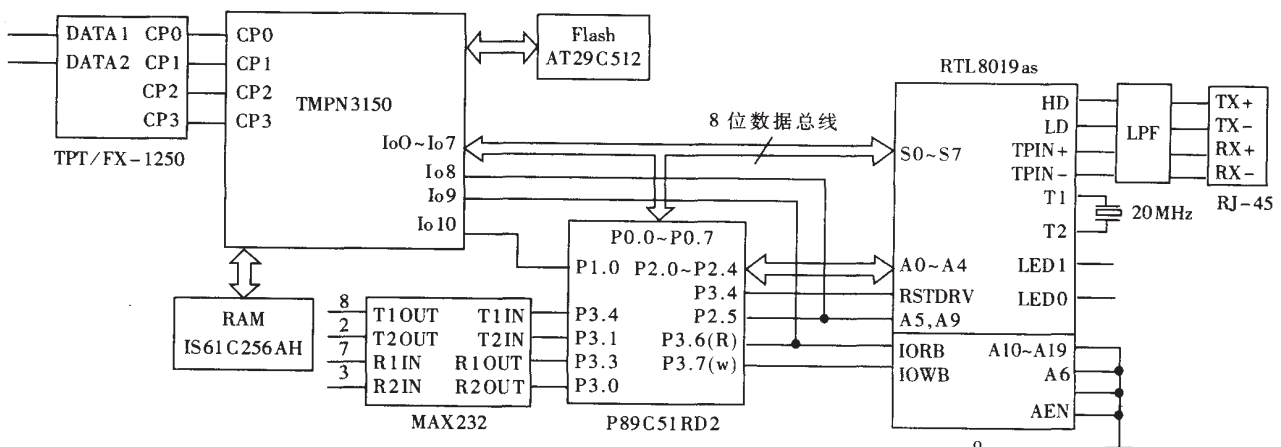 DATA1 CP0
DATA2 CP1
CP2
CP3
TPT/FX-1250
CP0
CP1
CP2
CP3
TMPN3150
Io0~Io7
Io8
Io9
Io10
Flash
AT29C512
RAM
IS61C256AH
8位数据总线
8
2
7
3
T1OUT T1IN
T2OUT T2IN
R1IN R1OUT
R2IN R2OUT
MAX232
P0.0~P0.7
P1.0 P2.0~P2.4
P3.4
P2.5
P3.4
P3.1 P3.6(R)
P3.3 P3.7(w)
P3.0
P89C51RD2
RTL8019as
HD
LD
S0~S7
TPIN+
TPIN-
T1
T2
A0~A4 LED1
RSTDRV LED0
A5,A9
IORB A10~A19
IOWB A6
AEN
LPF
TX+
TX-
RX+
RX-
RJ-45
20MHz